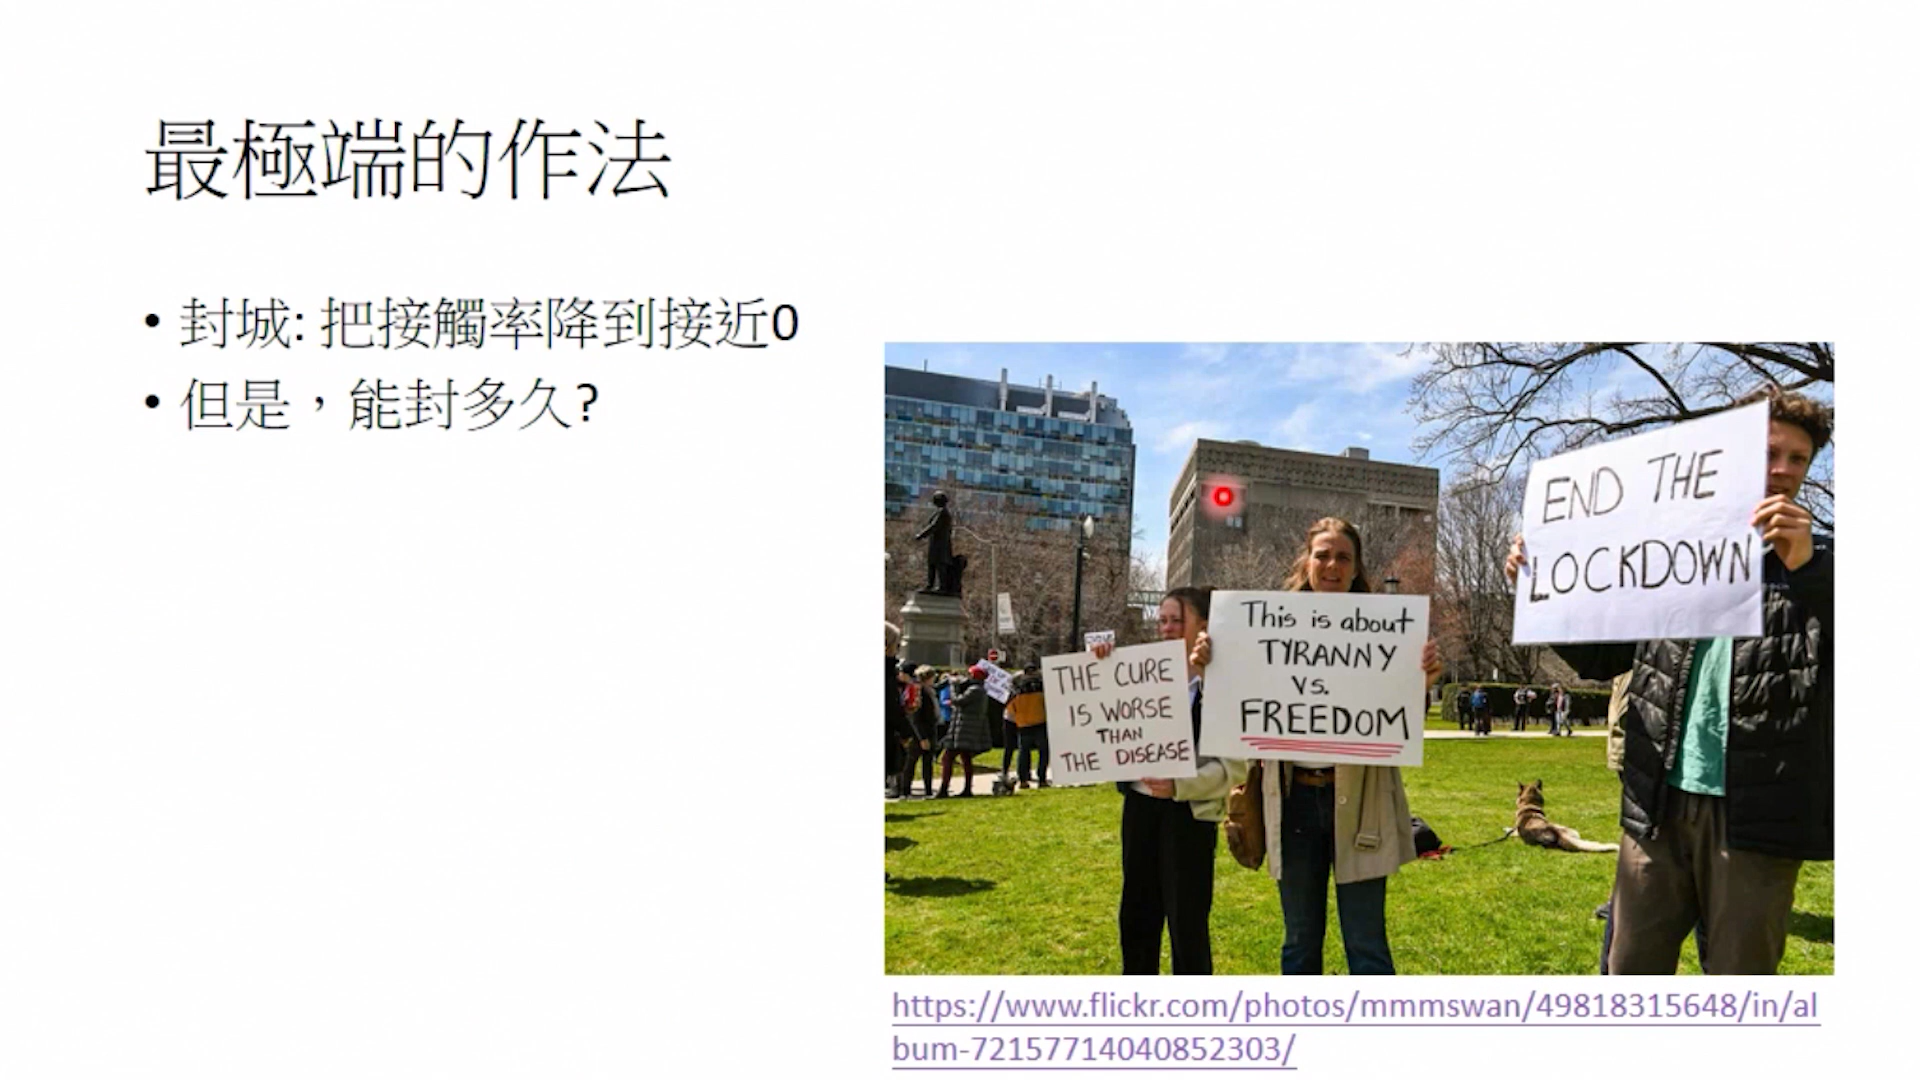 最極端的作法
• 封城: 把接觸率降到接近0
• 但是，能封多久?
END THE
LOCKDOWN
This is about
TYRANNY
VS.
FREEDOM
THE CURE
IS WORSE
THAN
THE DISEASE
https://www.flickr.com/photos/mmmswan/49818315648/in/al
bum-72157714040852303/